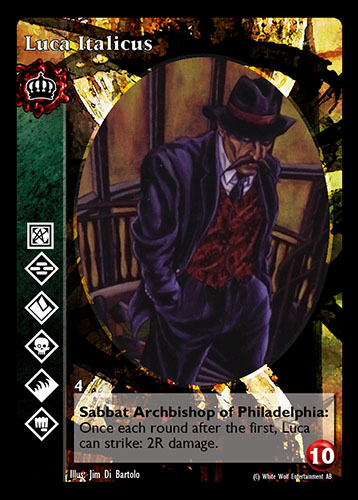 Luca Italicus
4
Sabbat Archbishop of Philadelphia:
Once each round after the first, Luca
can strike: 2R damage.
10
Illus: Jim Di Bartolo
(C) White Wolf Entertainment AB